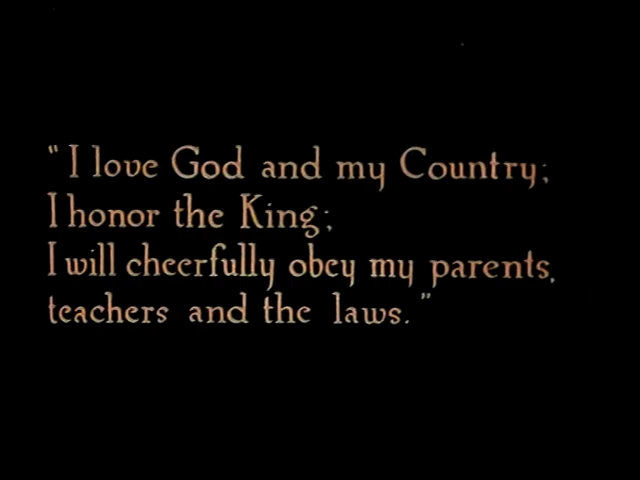 "I love God and my Country;
I honor the King;
I will cheerfully obey my parents,
teachers and the laws."